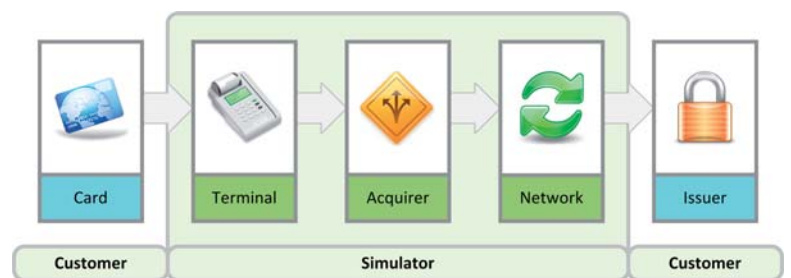 Card
Terminal
Acquirer
Network
Issuer
Customer
Simulator
Customer